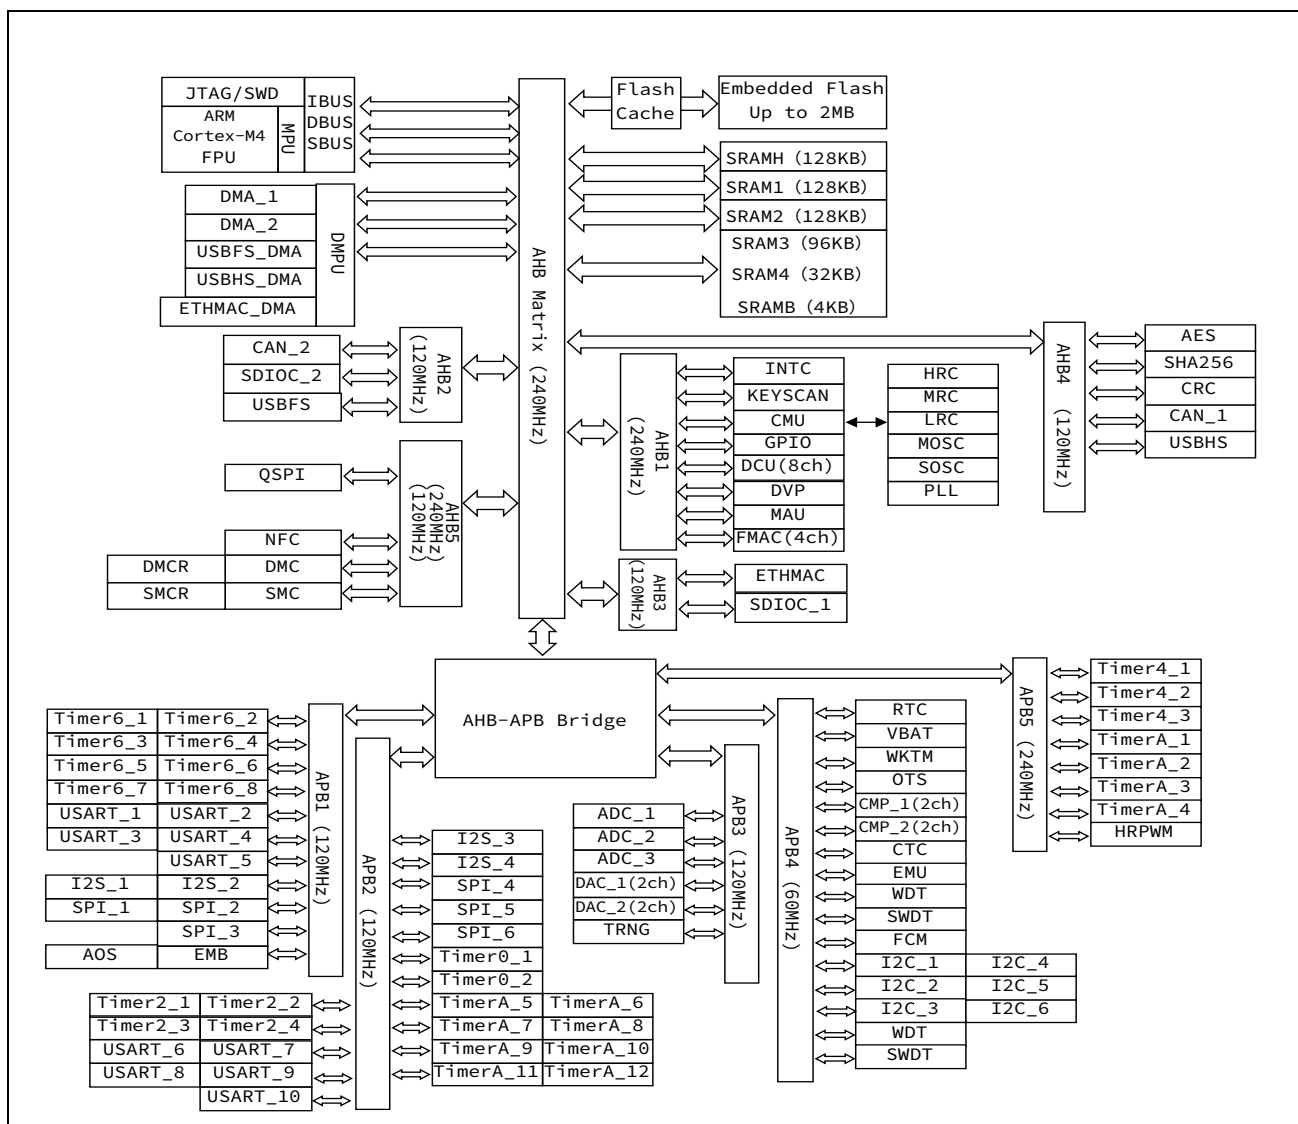 JTAG/SWD
ARM
Cortex-M4
FPU
MPU
IBUS
DBUS
SBUS
DMA_1
DMA_2
USBFS_DMA
USBHS_DMA
ETHMAC_DMA
DMPU
CAN_2
SDIOC_2
USBFS
AHB2
(120MHz)
QSPI
NFC
DMCR
DMC
SMCR
SMC
AHB5
(240MHz)
(120MHz)
AHB Matrix (240MHz)
Flash
Cache
Embedded Flash
Up to 2MB
SRAMH (128KB)
SRAM1 (128KB)
SRAM2 (128KB)
SRAM3 (96KB)
SRAM4 (32KB)
SRAMB (4KB)
AHB1
(240MHz)
INTC
KEYSCAN
CMU
GPIO
DCU(8ch)
DVP
MAU
FMAC(4ch)
HRC
MRC
LRC
MOSC
SOSC
PLL
AHB4 (120MHz)
AES
SHA256
CRC
CAN_1
USBHS
AHB3
(120MHz)
ETHMAC
SDIOC_1
AHB-APB Bridge
Timer6_1 Timer6_2
Timer6_3 Timer6_4
Timer6_5 Timer6_6
Timer6_7 Timer6_8
USART_1 USART_2
USART_3 USART_4
USART_5
I2S_1 I2S_2
SPI_1 SPI_2
SPI_3
AOS EMB
APB1 (120MHz)
Timer2_1 Timer2_2
Timer2_3 Timer2_4
USART_6 USART_7
USART_8 USART_9
USART_10
APB2 (120MHz)
I2S_3
I2S_4
SPI_4
SPI_5
SPI_6
Timer0_1
Timer0_2
TimerA_5 TimerA_6
TimerA_7 TimerA_8
TimerA_9 TimerA_10
TimerA_11 TimerA_12
ADC_1
ADC_2
ADC_3
DAC_1(2ch)
DAC_2(2ch)
TRNG
APB3 (120MHz)
APB4 (60MHz)
RTC
VBAT
WKTM
OTS
CMP_1(2ch)
CMP_2(2ch)
CTC
EMU
WDT
SWDT
FCM
I2C_1 I2C_4
I2C_2 I2C_5
I2C_3 I2C_6
WDT
SWDT
APB5 (240MHz)
Timer4_1
Timer4_2
Timer4_3
TimerA_1
TimerA_2
TimerA_3
TimerA_4
HRPWM